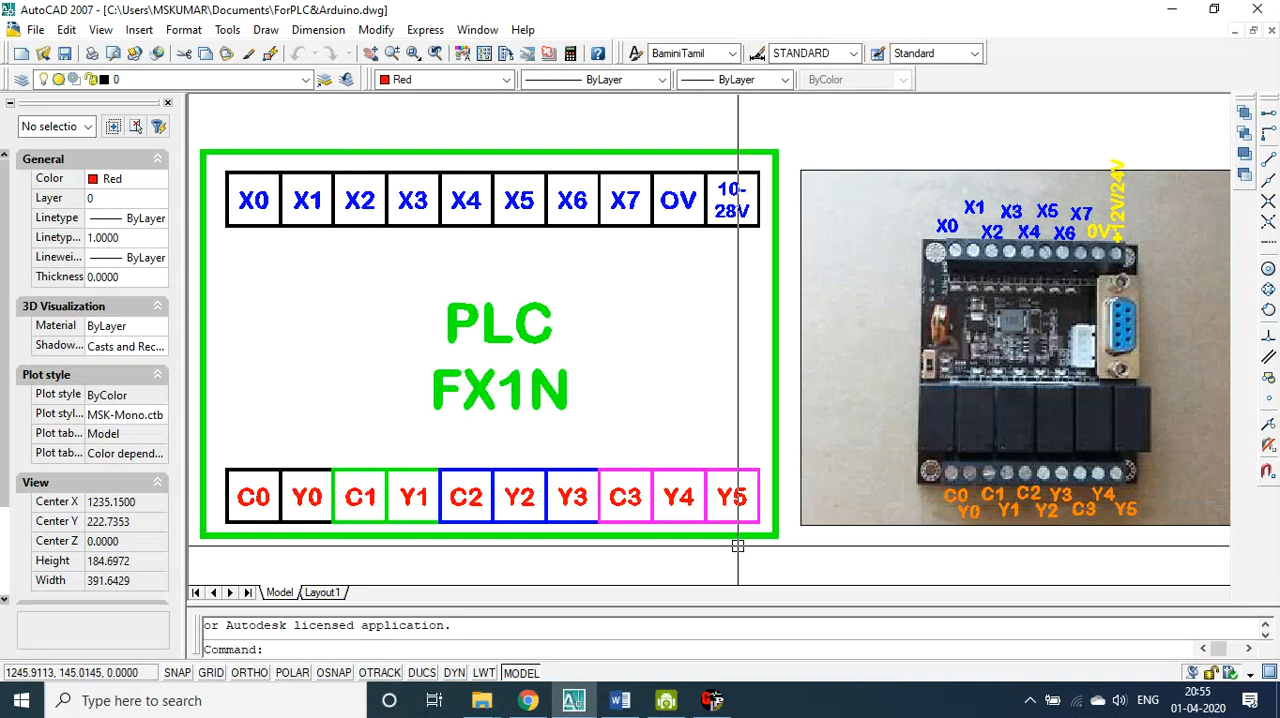 AutoCAD 2007 - [C:\Users\MSKUMAR\Documents\ForPLC&Arduino.dwg]
File Edit View Insert Format Tools Draw Dimension Modify Express Window Help
BaminiTamil STANDARD Standard
0 Red ByLayer ByLayer ByColor
No selectio
General
Color Red
Layer 0
Linetype ByLayer
Linetyp... 1.0000
Linewei... ByLayer
Thickness 0.0000
3D Visualization
Material ByLayer
Shadow... Casts and Rec...
Plot style
Plot style ByColor
Plot styl... MSK-Mono.ctb
Plot tab... Model
Plot tab... Color depend...
View
Center X 1235.1500
Center Y 222.7353
Center Z 0.0000
Height 184.6972
Width 391.6429
X0 X1 X2 X3 X4 X5 X6 X7 OV 10-
28V
PLC
FX1N
C0 Y0 C1 Y1 C2 Y2 Y3 C3 Y4 Y5
X0 X1 X2 X3 X4 X5 X6 X7 0V +12V/24V
C0 Y0 C1 Y1 C2 Y2 Y3 C3 Y4 Y5
Model Layout1
or Autodesk licensed application.
Command:
1245.9113, 145.0145, 0.0000 SNAP GRID ORTHO POLAR OSNAP OTRACK DUCS DYN LWT MODEL
Type here to search
ENG
20:55
01-04-2020